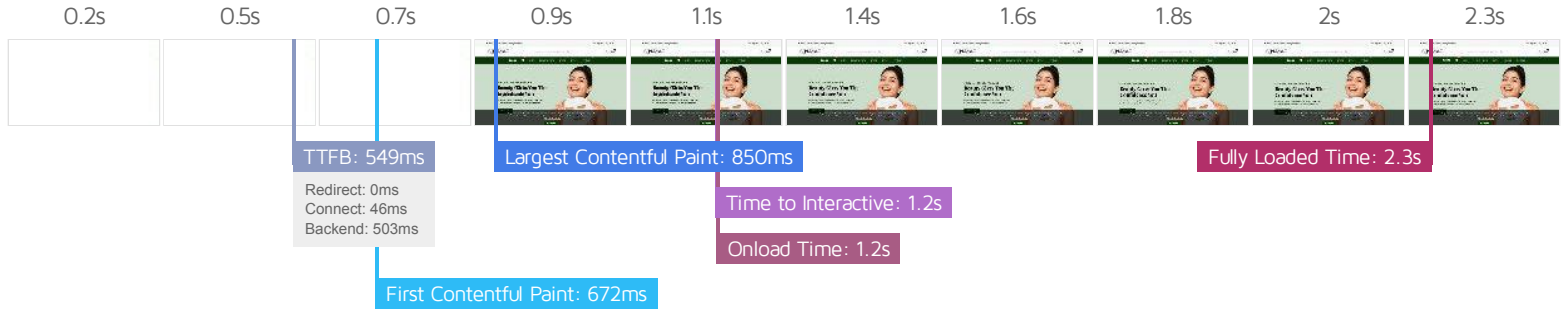 0.2s 0.5s 0.7s 0.9s 1.1s 1.4s 1.6s 1.8s 2s 2.3s
TTFB: 549ms
Redirect: 0ms
Connect: 46ms
Backend: 503ms
Largest Contentful Paint: 850ms
Fully Loaded Time: 2.3s
Time to Interactive: 1.2s
Onload Time: 1.2s
First Contentful Paint: 672ms